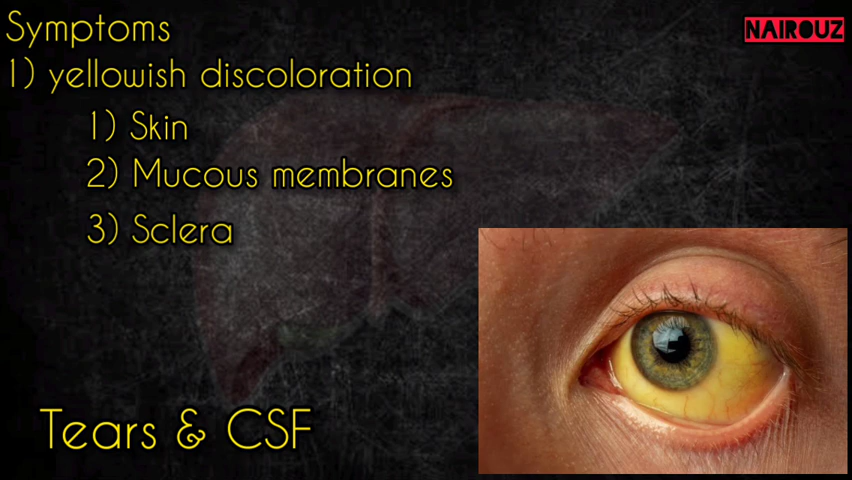 Symptoms
NAIROUZ
1) yellowish discoloration
1) Skin
2) Mucous membranes
3) Sclera
Tears & CSF